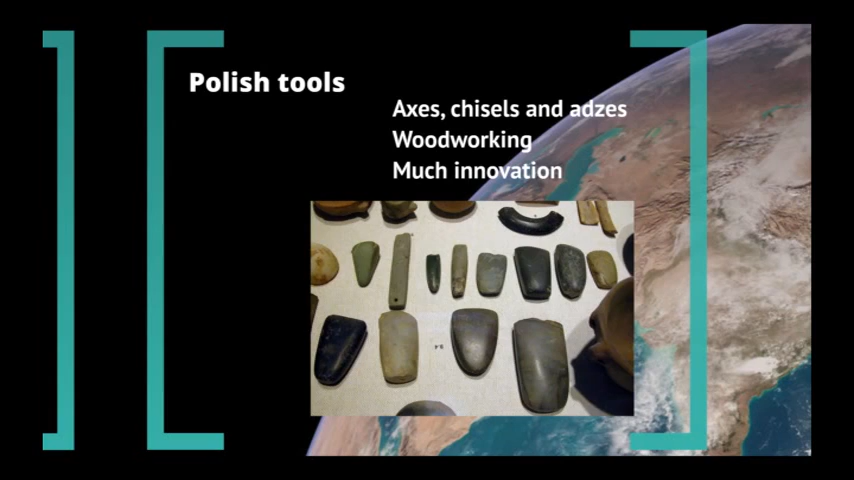 Polish tools
Axes, chisels and adzes
Woodworking
Much innovation